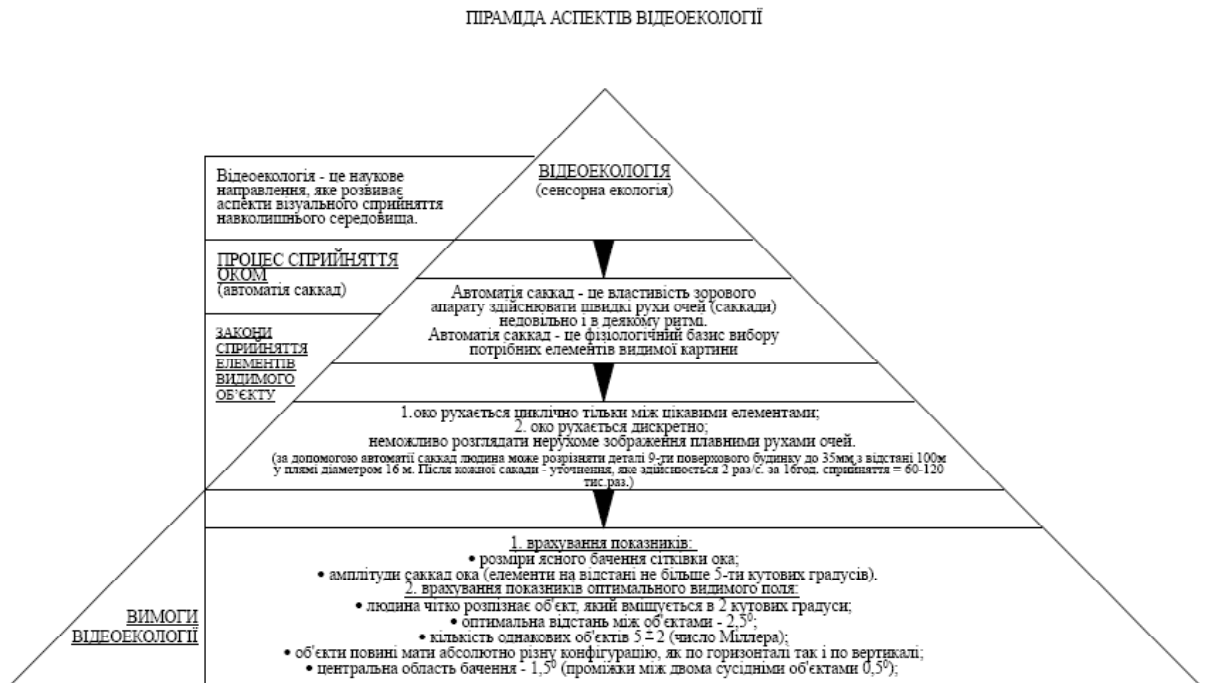 ПІРАМІДА АСПЕКТІВ ВІДЕОЕКОЛОГІЇ
ВІДЕОЕКОЛОГІЯ
(сенсорна екологія)
Відеоекологія - це наукове
направлення, яке розвиває
аспекти візуального сприйняття
навколишнього середовища.
ПРОЦЕС СПРИЙНЯТТЯ
ОКОМ
(автоматія саккад)
Автоматія саккад - це властивість зорового
апарату здійснювати швидкі рухи очей (саккади)
недовільно і в деякому ритмі.
Автоматія саккад - це фізіологічний базис вибору
потрібних елементів видимої картини
ЗАКОНИ
СПРИЙНЯТТЯ
ЕЛЕМЕНТІВ
ВИДИМОГО
ОБ'ЄКТУ
1. око рухається циклічно тільки між цікавими елементами;
2. око рухається дискретно;
неможливо розглядати нерухоме зображення плавними рухами очей.
(за допомогою автоматії саккад людина може розрізняти деталі 9-ти поверхового будинку до 35мм з відстані 100м
у плямі діаметром 16 м. Після кожної сакади - уточнення, яке здійснюється 2 раз/с. за 16год. сприйняття = 60-120
тис.раз.)
1. врахування показників:
• розміри ясного бачення сітківки ока;
• амплітуди саккад ока (елементи на відстані не більше 5-ти кутових градусів).
2. врахування показників оптимального видимого поля:
• людина чітко розпізнає об'єкт, який вміщується в 2 кутових градуси;
• оптимальна відстань між об'єктами - 2,5⁰;
• кількість однакових об'єктів 5 ± 2 (число Міллера);
• об'єкти повині мати абсолютно різну конфігурацію, як по горизонталі так і по вертикалі;
• центральна область бачення - 1,5⁰ (проміжки між двома сусідніми об'єктами 0,5⁰);
ВИМОГИ
ВІДЕОЕКОЛОГІЇ